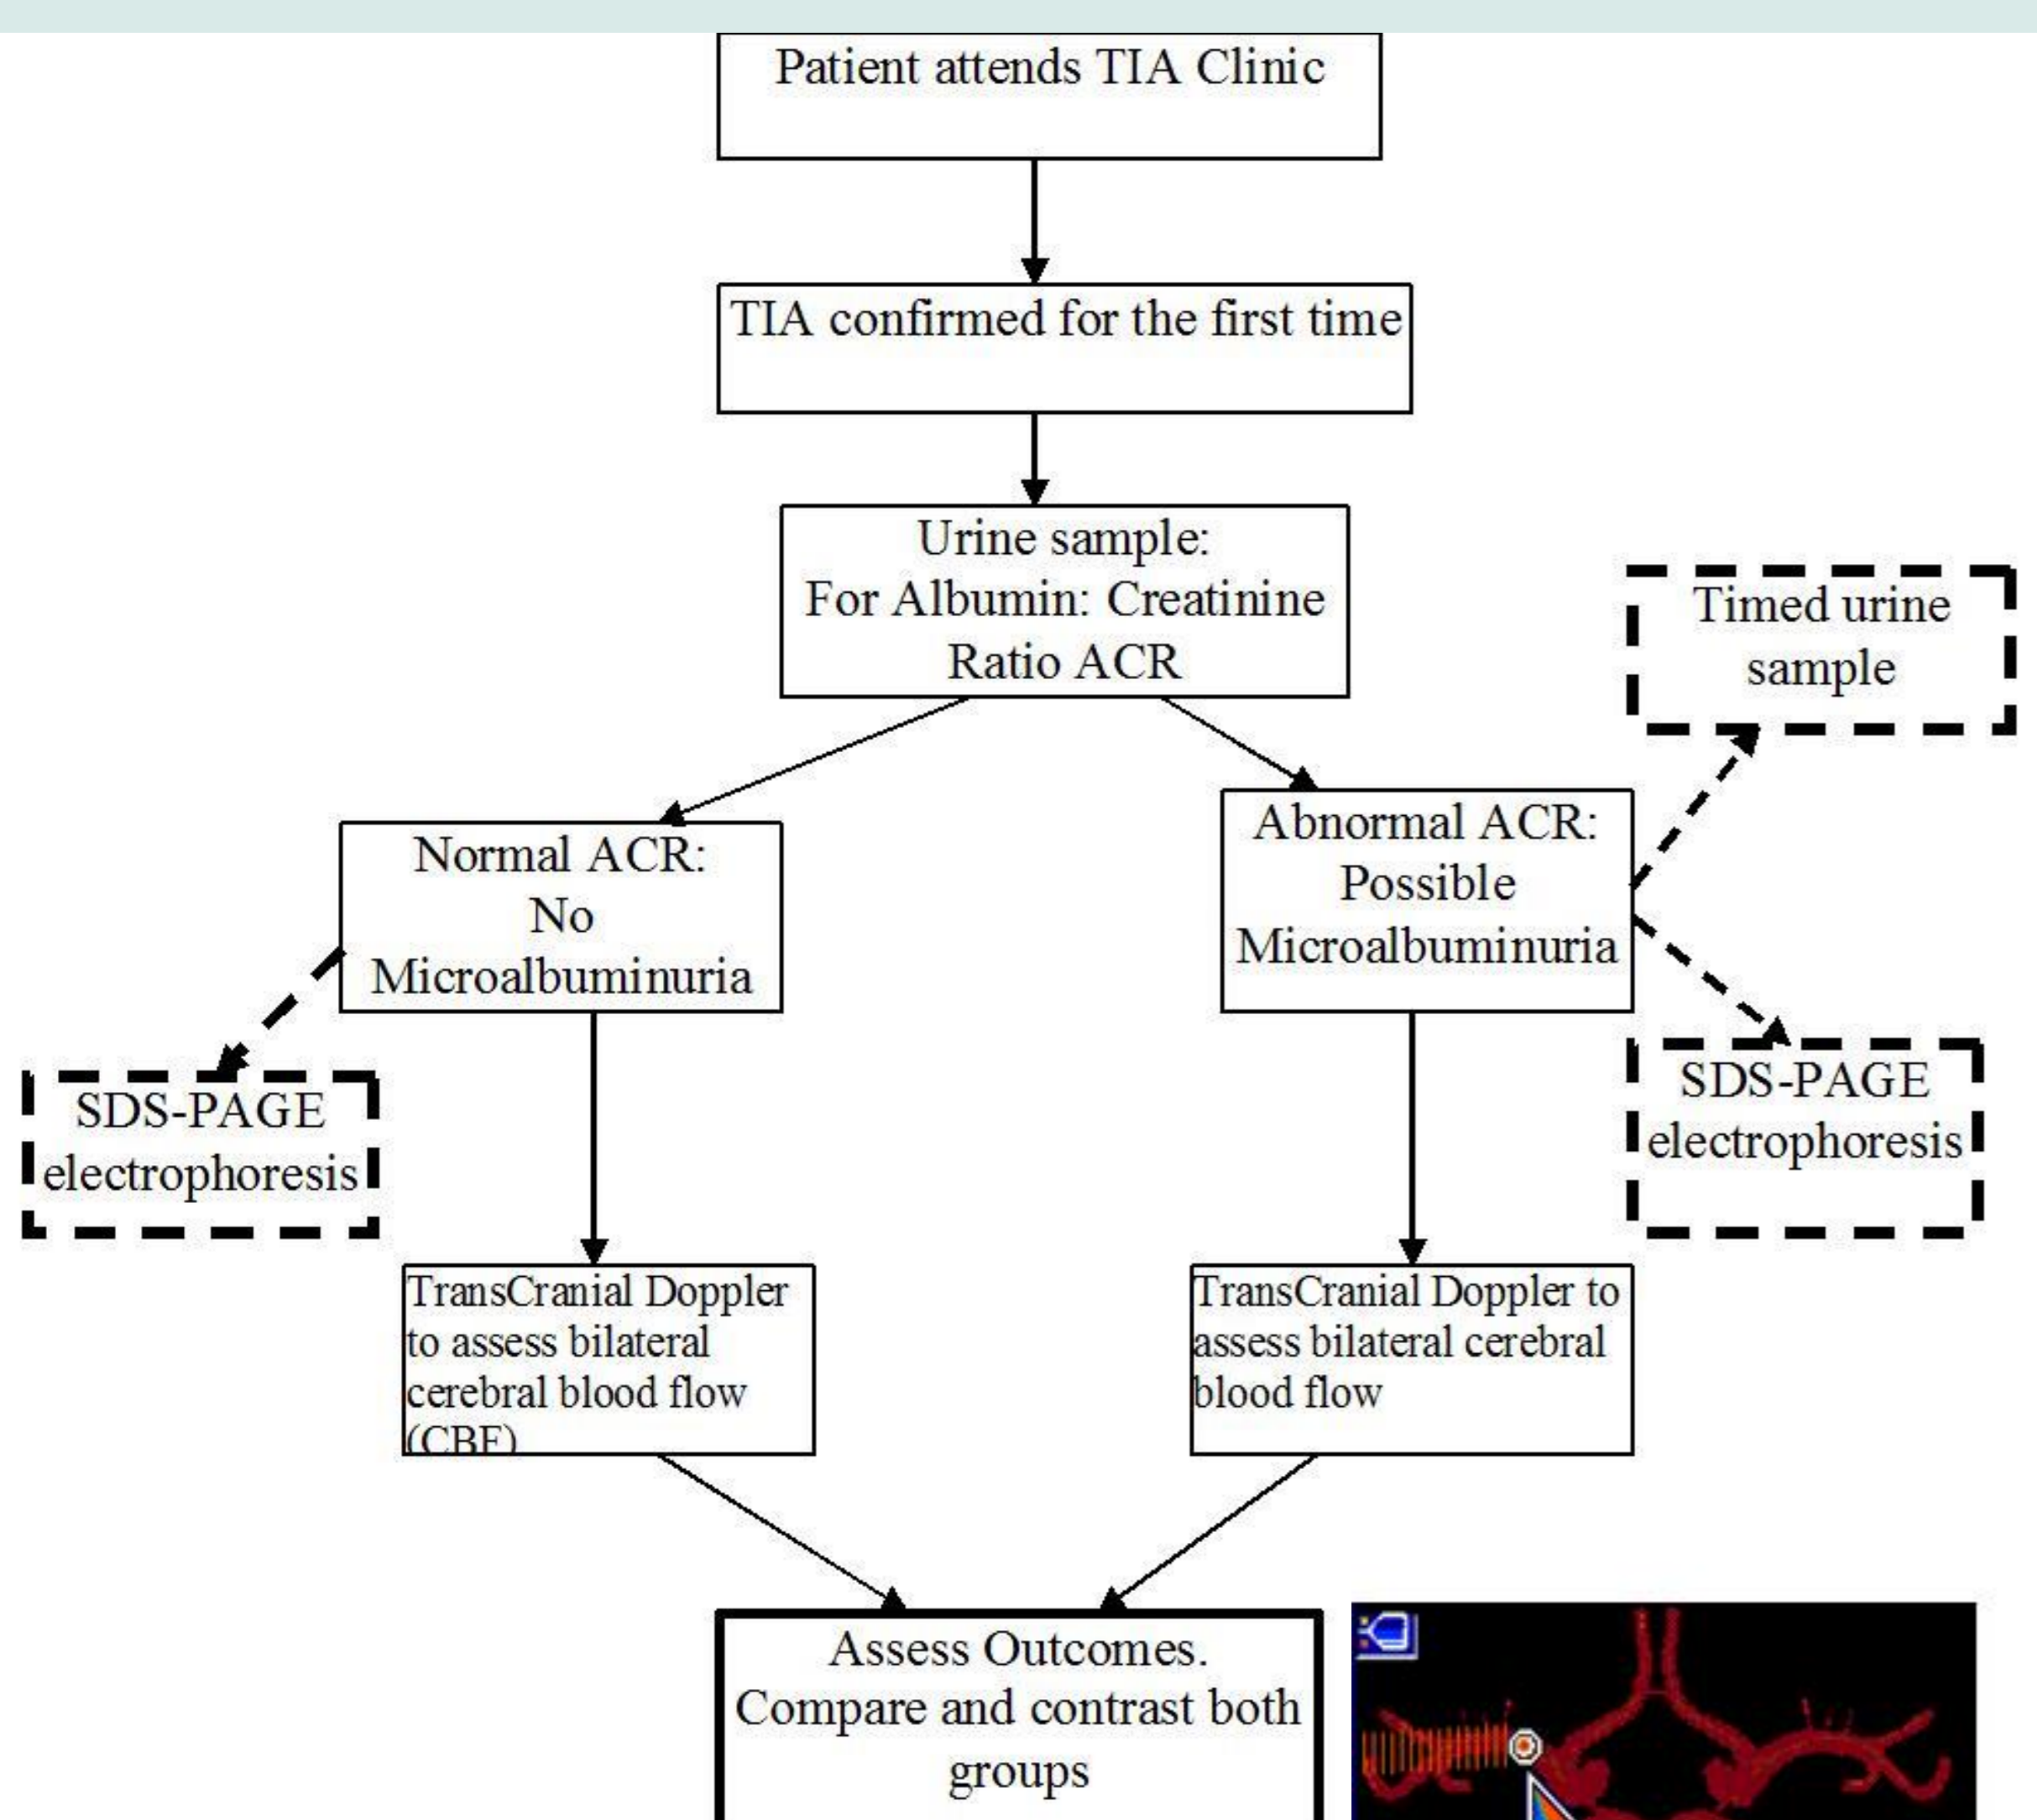 Patient attends TIA Clinic
TIA confirmed for the first time
Urine sample:
For Albumin: Creatinine
Ratio ACR
Timed urine
sample
Normal ACR:
No
Microalbuminuria
Abnormal ACR:
Possible
Microalbuminuria
SDS-PAGE
electrophoresis
SDS-PAGE
electrophoresis
TransCranial Doppler
to assess bilateral
cerebral blood flow
(CBF)
TransCranial Doppler to
assess bilateral cerebral
blood flow
Assess Outcomes.
Compare and contrast both
groups